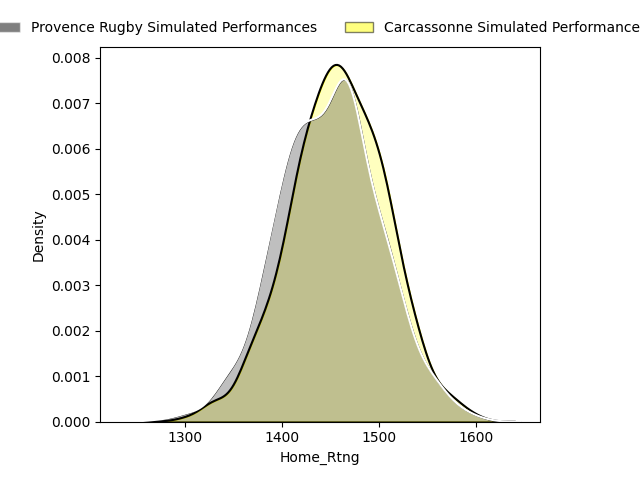 Provence Rugby Simulated Performances
Carcassonne Simulated Performance
0.008
0.007
0.006
0.005
0.004
0.003
0.002
0.001
0.000
Density
1300 1400 1500 1600
Home_Rtng